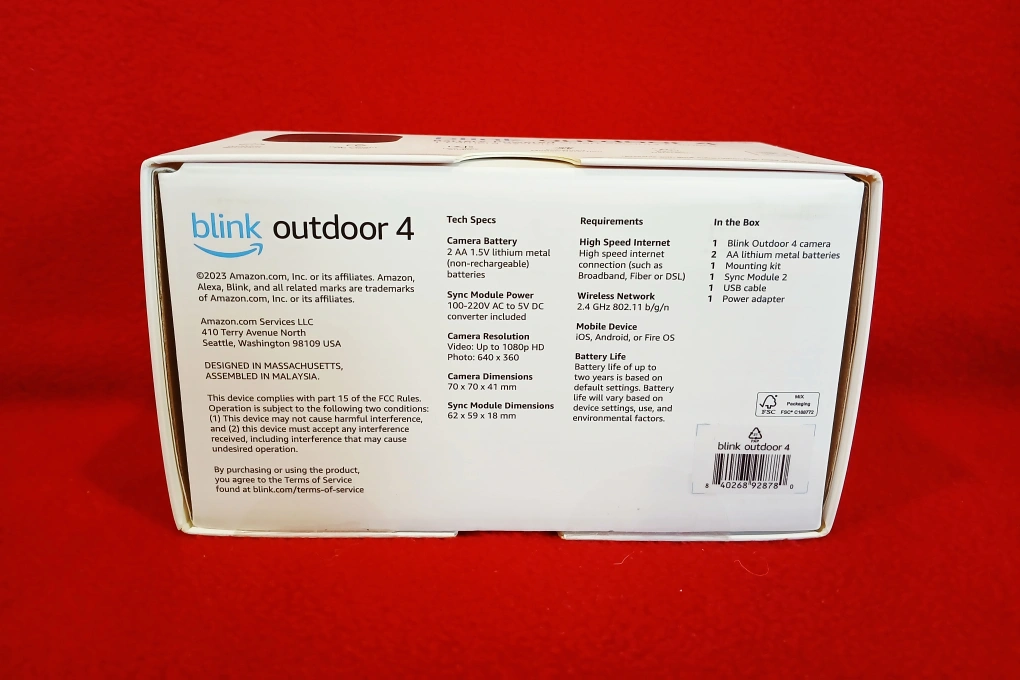 blink outdoor 4
©2023 Amazon.com, Inc. or its affiliates. Amazon,
Alexa, Blink, and all related marks are trademarks
of Amazon.com, Inc. or its affiliates.
Amazon.com Services LLC
410 Terry Avenue North
Seattle, Washington 98109 USA
DESIGNED IN MASSACHUSETTS,
ASSEMBLED IN MALAYSIA.
This device complies with part 15 of the FCC Rules.
Operation is subject to the following two conditions:
(1) This device may not cause harmful interference,
and (2) this device must accept any interference
received, including interference that may cause
undesired operation.
By purchasing or using the product,
you agree to the Terms of Service
found at blink.com/terms-of-service
Tech Specs
Camera Battery
2 AA 1.5V lithium metal
(non-rechargeable)
batteries
Sync Module Power
100-220V AC to 5V DC
converter included
Camera Resolution
Video: Up to 1080p HD
Photo: 640 x 360
Camera Dimensions
70 x 70 x 41 mm
Sync Module Dimensions
62 x 59 x 18 mm
Requirements
High Speed Internet
High speed internet
connection (such as
Broadband, Fiber or DSL)
Wireless Network
2.4 GHz 802.11 b/g/n
Mobile Device
iOS, Android, or Fire OS
Battery Life
Battery life of up to
two years is based on
default settings. Battery
life will vary based on
device settings, use, and
environmental factors.
In the Box
1 Blink Outdoor 4 camera
2 AA lithium metal batteries
1 Mounting kit
1 Sync Module 2
1 USB cable
1 Power adapter
FSC
MIX
Packaging
FSC® C188772
PAP
blink outdoor 4
8 40268 92878 0